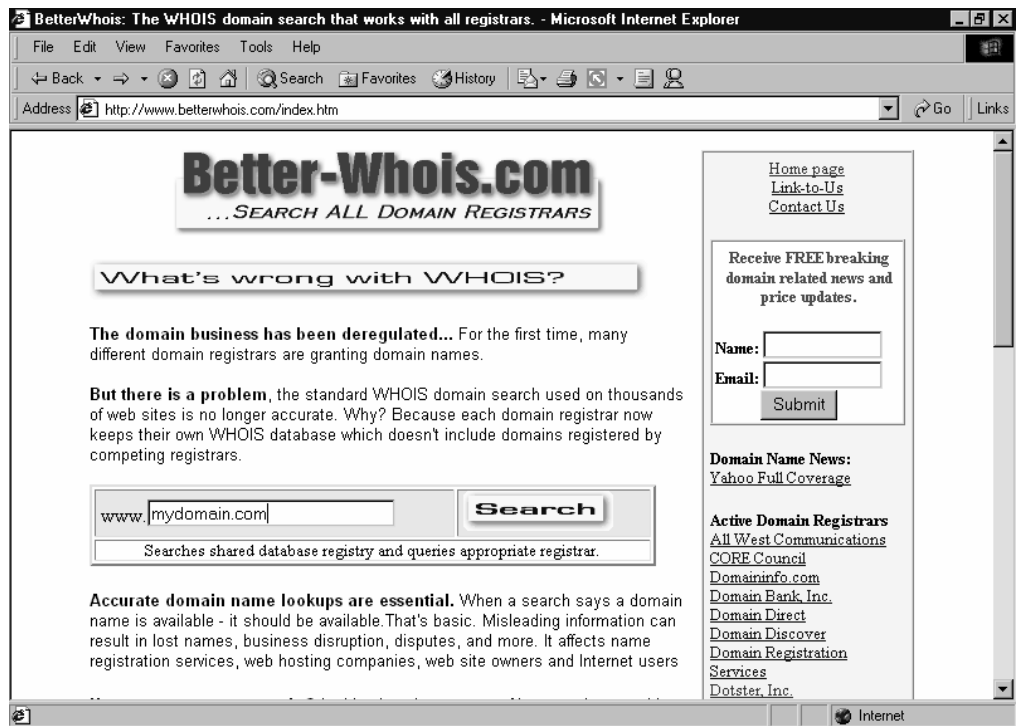 BetterWhois: The WHOIS domain search that works with all registrars. - Microsoft Internet Explorer
File Edit View Favorites Tools Help
Back Search Favorites History
Address http://www.betterwhois.com/index.htm Go Links
Better-Whois.com
...SEARCH ALL DOMAIN REGISTRARS
What's wrong with WHOIS?
The domain business has been deregulated... For the first time, many
different domain registrars are granting domain names.
But there is a problem, the standard WHOIS domain search used on thousands
of web sites is no longer accurate. Why? Because each domain registrar now
keeps their own WHOIS database which doesn't include domains registered by
competing registrars.
www. mydomain.com Search
Searches shared database registry and queries appropriate registrar.
Accurate domain name lookups are essential. When a search says a domain
name is available - it should be available.That's basic. Misleading information can
result in lost names, business disruption, disputes, and more. It affects name
registration services, web hosting companies, web site owners and Internet users
Home page
Link-to-Us
Contact Us
Receive FREE breaking
domain related news and
price updates.
Name:
Email:
Submit
Domain Name News:
Yahoo Full Coverage
Active Domain Registrars
All West Communications
CORE Council
Domaininfo.com
Domain Bank, Inc.
Domain Direct
Domain Discover
Domain Registration
Services
Dotster, Inc.
Internet